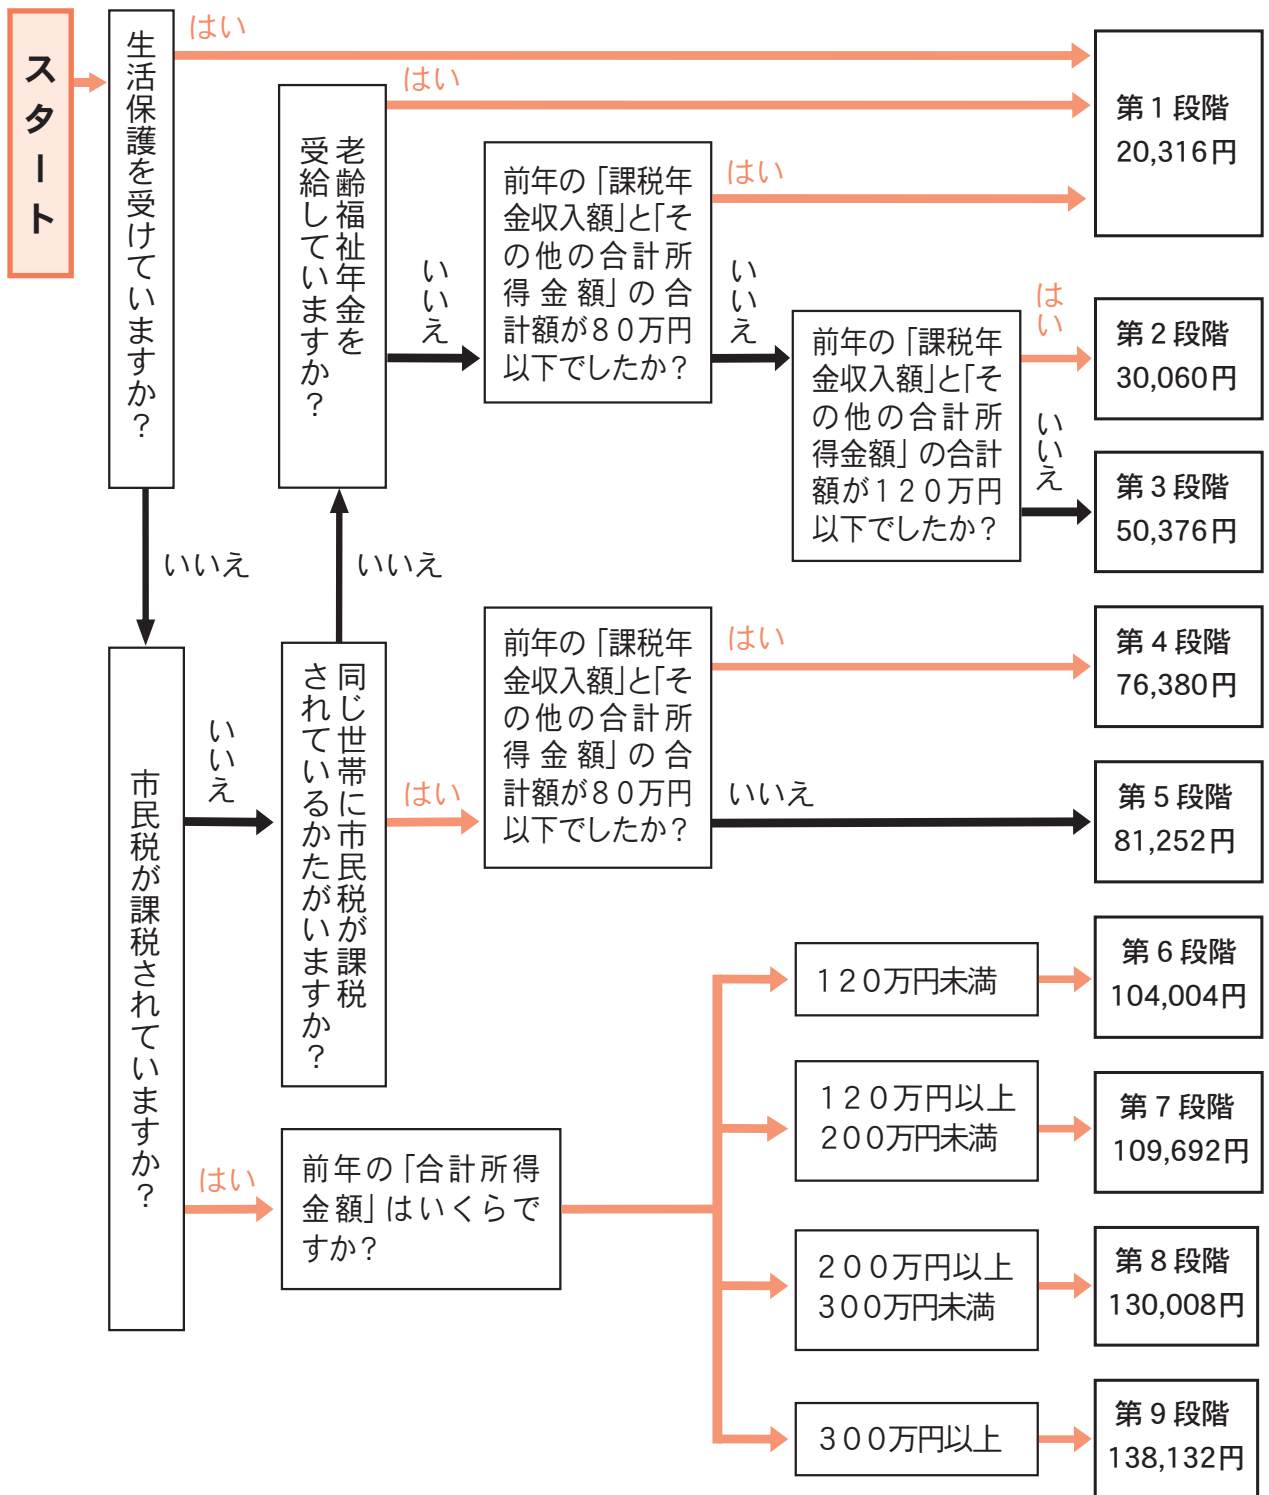 スタート
生活保護を受けていますか？
はい
いいえ
老齢福祉年金を
受給していますか？
はい
いいえ
前年の「課税年
金収入額」と「そ
の他の合計所
得金額」の合
計額が８０万円
以下でしたか？
はい
いいえ
前年の「課税年
金収入額」と「そ
の他の合計所
得金額」の合計
額が１２０万円
以下でしたか？
はい
いいえ
第１段階
20,316円
第２段階
30,060円
第３段階
50,376円
市民税が課税されていますか？
いいえ
はい
同じ世帯に市民税が課税
されているかたがいますか？
いいえ
はい
前年の「課税年
金収入額」と「そ
の他の合計所
得金額」の合
計額が８０万円
以下でしたか？
はい
いいえ
第４段階
76,380円
第５段階
81,252円
前年の「合計所得
金額」はいくらで
すか？
１２０万円未満
第６段階
104,004円
１２０万円以上
２００万円未満
第７段階
109,692円
２００万円以上
３００万円未満
第８段階
130,008円
３００万円以上
第９段階
138,132円